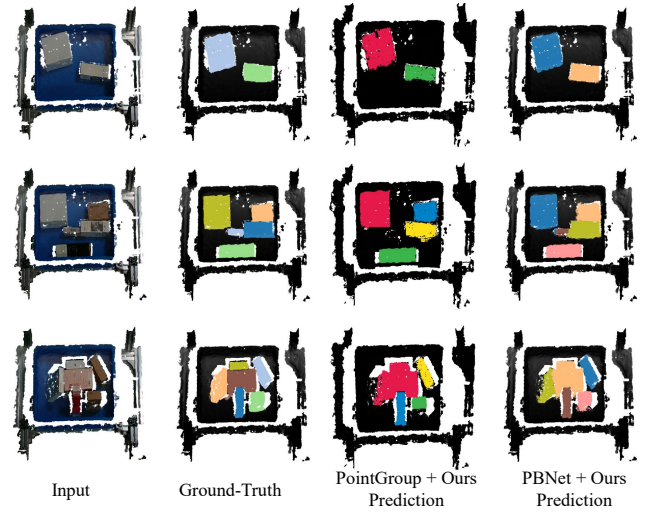 Input
Ground-Truth
PointGroup + Ours
Prediction
PBNet + Ours
Prediction